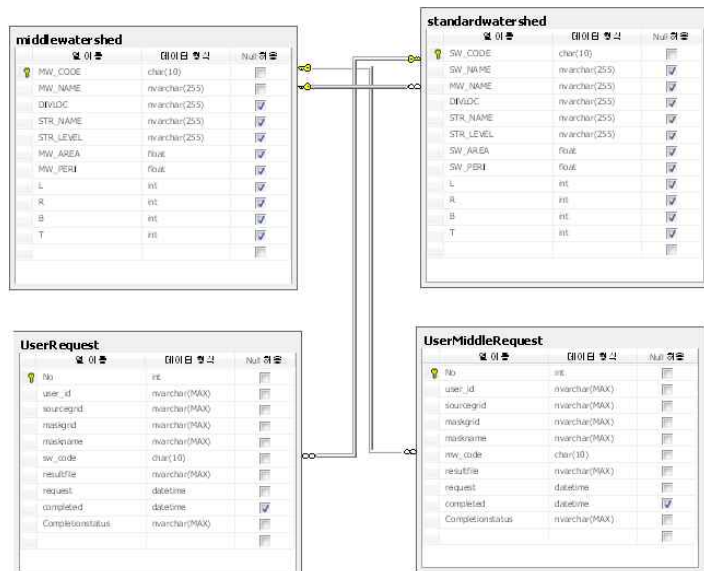 middlewatershed
열 이름 데이터 형식 Null 허용
MW_CODE char(10)
MW_NAME nvarchar(255)
DIVLOC nvarchar(255)
STR_NAME nvarchar(255)
STR_LEVEL nvarchar(255)
MW_AREA float
MW_PERI float
L int
R int
B int
T int
standardwatershed
열 이름 데이터 형식 Null 허용
SW_CODE char(10)
SW_NAME nvarchar(255)
MW_NAME nvarchar(255)
DIVLOC nvarchar(255)
STR_NAME nvarchar(255)
STR_LEVEL nvarchar(255)
SW_AREA float
SW_PERI float
L int
R int
B int
T int
UserRequest
열 이름 데이터 형식 Null 허용
No int
user_id nvarchar(MAX)
sourcegrid nvarchar(MAX)
maskgrid nvarchar(MAX)
maskname nvarchar(MAX)
sw_code char(10)
resultfile nvarchar(MAX)
request datetime
completed datetime
Completionstatus nvarchar(MAX)
UserMiddleRequest
열 이름 데이터 형식 Null 허용
No int
user_id nvarchar(MAX)
sourcegrid nvarchar(MAX)
maskgrid nvarchar(MAX)
maskname nvarchar(MAX)
mw_code char(10)
resultfile nvarchar(MAX)
request datetime
completed datetime
Completionstatus nvarchar(MAX)